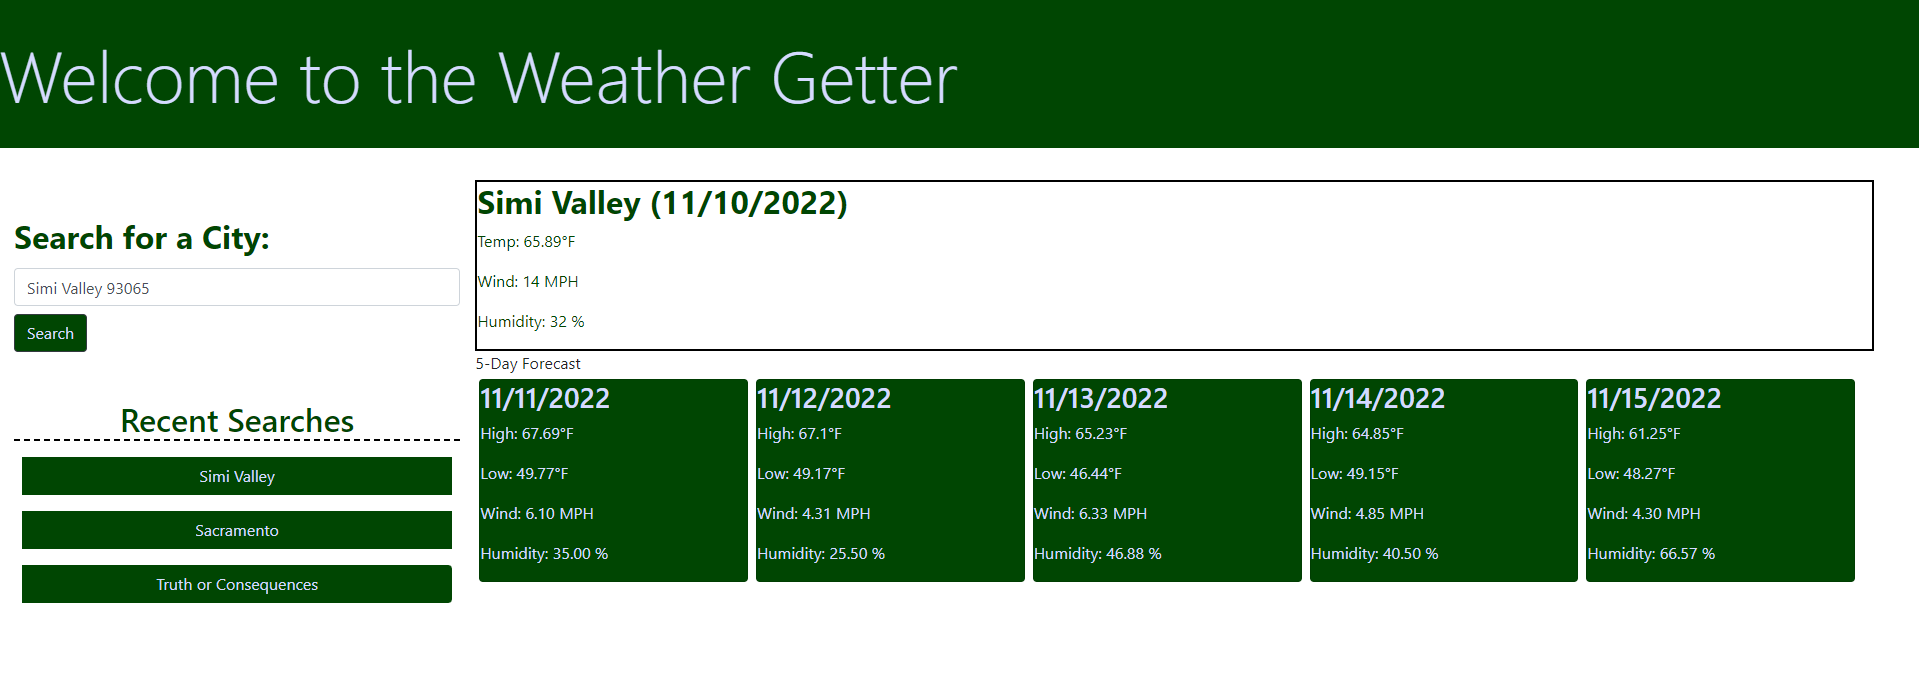 Welcome to the Weather Getter
Search for a City:
Simi Valley 93065
Search
Recent Searches
Simi Valley
Sacramento
Truth or Consequences
Simi Valley (11/10/2022)
Temp: 65.89°F
Wind: 14 MPH
Humidity: 32 %
5-Day Forecast
11/11/2022
High: 67.69°F
Low: 49.77°F
Wind: 6.10 MPH
Humidity: 35.00 %
11/12/2022
High: 67.1°F
Low: 49.17°F
Wind: 4.31 MPH
Humidity: 25.50 %
11/13/2022
High: 65.23°F
Low: 46.44°F
Wind: 6.33 MPH
Humidity: 46.88 %
11/14/2022
High: 64.85°F
Low: 49.15°F
Wind: 4.85 MPH
Humidity: 40.50 %
11/15/2022
High: 61.25°F
Low: 48.27°F
Wind: 4.30 MPH
Humidity: 66.57 %